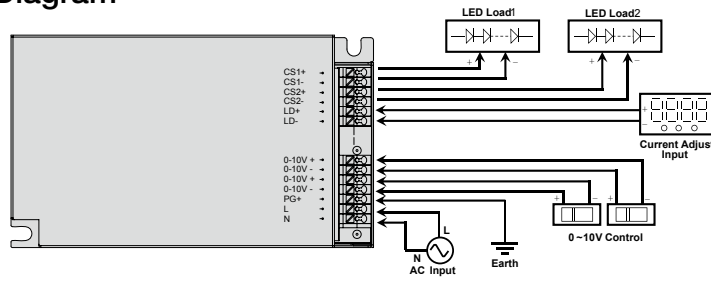 Diagram
LED Load1
LED Load2
CS1+
CS1-
CS2+
CS2-
LD+
LD-
+ -
+ -
+
-
Current Adjust
Input
0-10V +
0-10V -
0-10V +
0-10V -
PG+
L
N
+ - + -
0 ~10V Control
L
N
AC Input
Earth